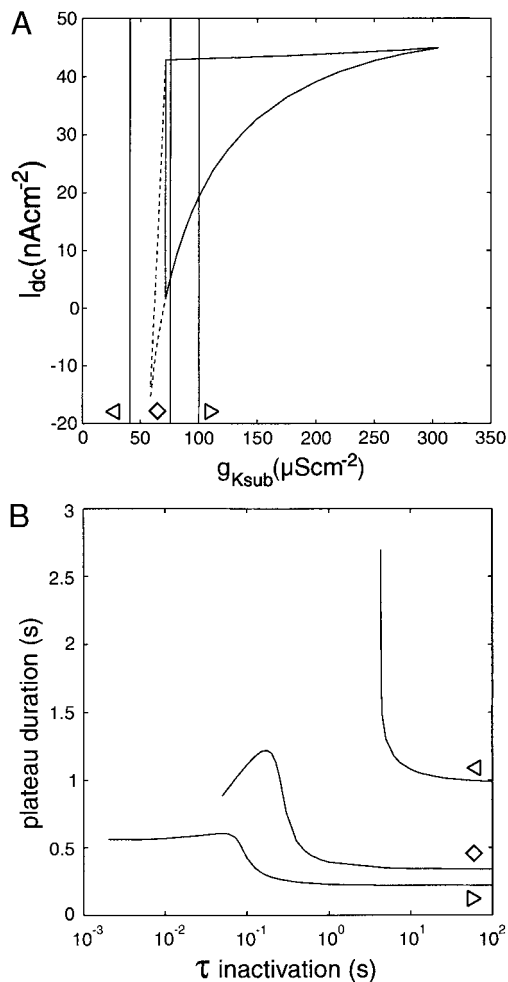 A
50
40
30
20
10
0
-10
-20
I_dc(nAcm^-2)
0 50 100 150 200 250 300 350
g_Ksub(μScm^-2)
B
3
2.5
2
1.5
1
0.5
0
plateau duration (s)
10^-3 10^-2 10^-1 10^0 10^1 10^2
τ inactivation (s)